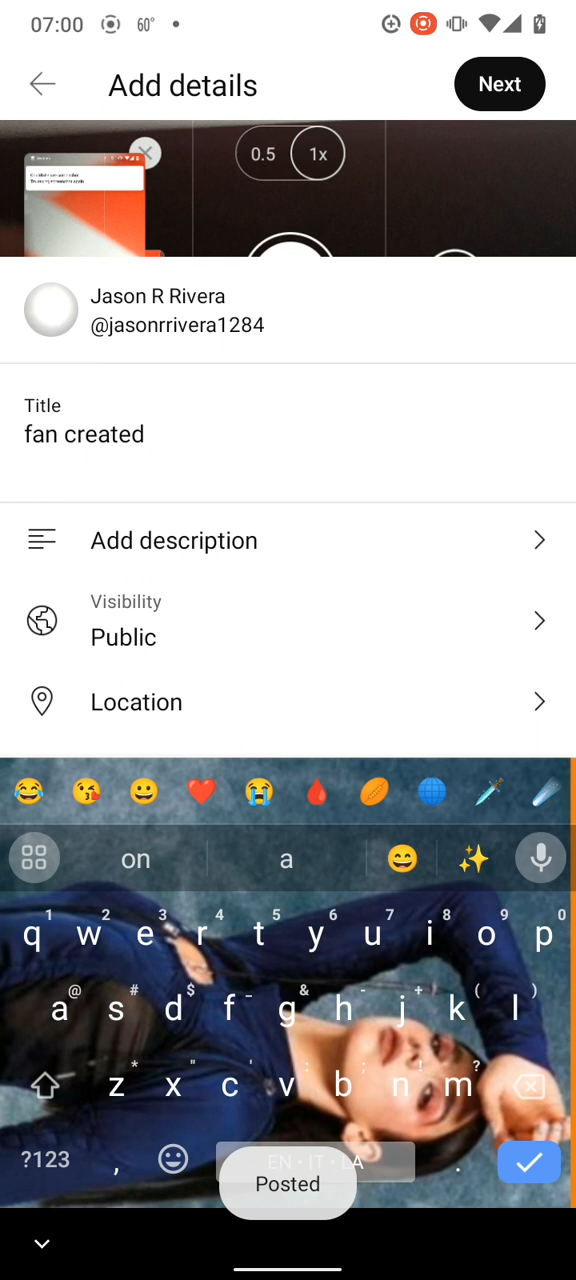 07:00 60°
Add details
Next
0.5 1x
Jason R Rivera
@jasonrrivera1284
Title
fan created
Add description
Visibility
Public
Location
on a
1 2 3 4 5 6 7 8 9 0
q w e r t y u i o p
@ # $ _ & - + ( )
a s d f g h j k l
* " ' : ; ! ?
z x c v b n m
?123 , EN • IT • LA .
Posted